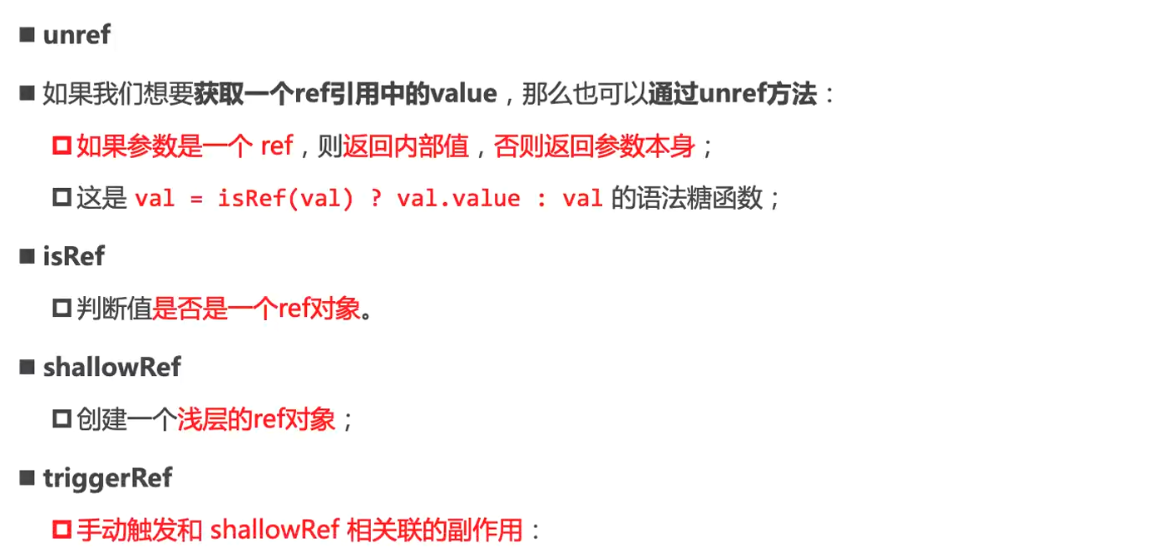 unref
如果我们想要获取一个ref引用中的value，那么也可以通过unref方法：
如果参数是一个 ref，则返回内部值，否则返回参数本身；
这是 val = isRef(val) ? val.value : val 的语法糖函数；
isRef
判断值是否是一个ref对象。
shallowRef
创建一个浅层的ref对象；
triggerRef
手动触发和 shallowRef 相关联的副作用：